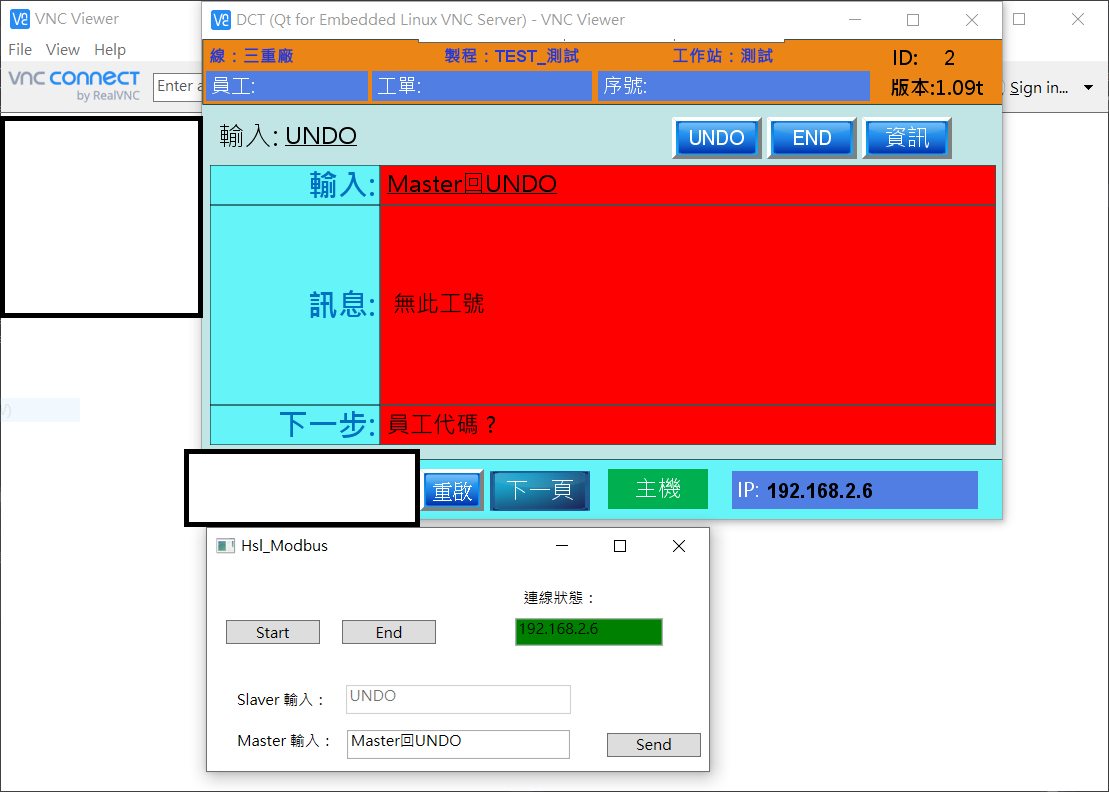 VNC Viewer
DCT (Qt for Embedded Linux VNC Server) - VNC Viewer
File View Help
vnc connect
by RealVNC
Enter a
Sign in...
線：三重廠 製程：TEST_測試 工作站：測試 ID: 2
員工: 工單: 序號: 版本:1.09t
輸入: UNDO UNDO END 資訊
輸入: Master回UNDO
訊息: 無此工號
下一步: 員工代碼？
重啟 下一頁 主機 IP: 192.168.2.6
Hsl_Modbus
連線狀態：
Start End 192.168.2.6
Slaver 輸入： UNDO
Master 輸入： Master回UNDO Send